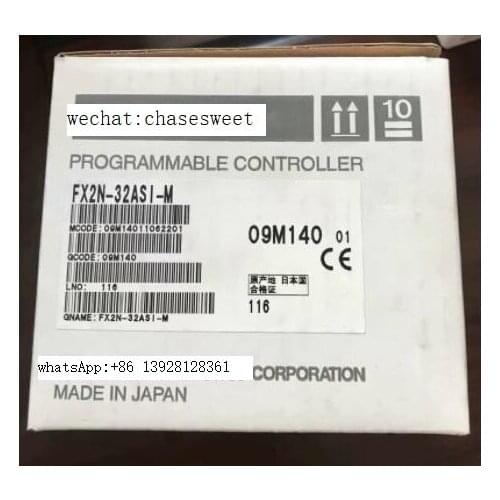 wechat:chasesweet
10
PROGRAMMABLE CONTROLLER
FX2N-32ASI-M
MCODE: 09M14011062201
QCODE: 09M140
LNO: 116
QNAME: FX2N-32ASI-M
09M140 01
CE
原产地 日本国
合格证
116
whatsApp:+86 13928128361
CORPORATION
MADE IN JAPAN